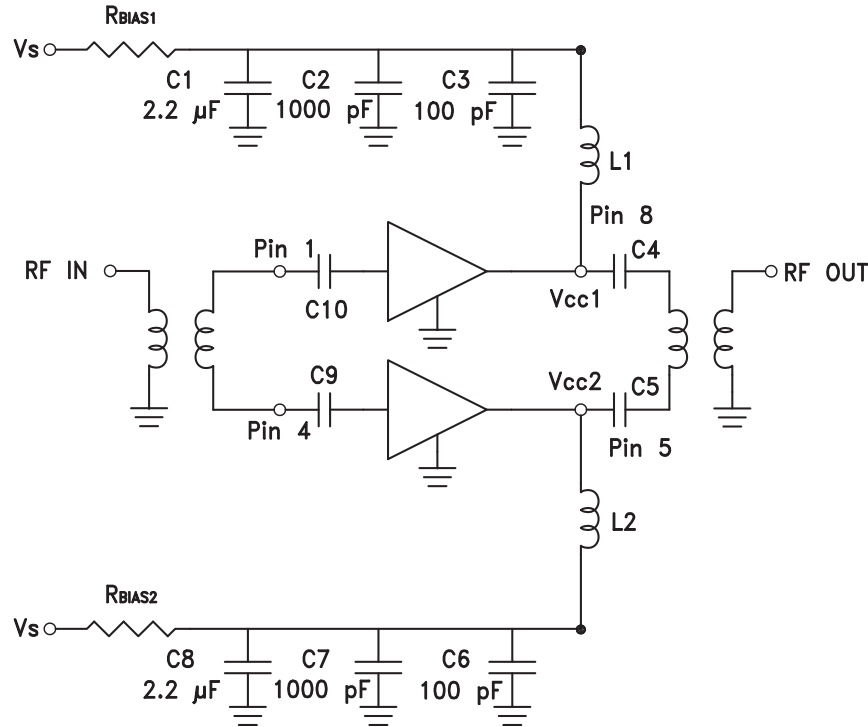 RBIAS1
Vs
C1
2.2 µF
C2
1000 pF
C3
100 pF
L1
Pin 8
Pin 1
C4
RF IN
RF OUT
C10
Vcc1
C9
Vcc2
C5
Pin 4
Pin 5
L2
RBIAS2
Vs
C8
2.2 µF
C7
1000 pF
C6
100 pF